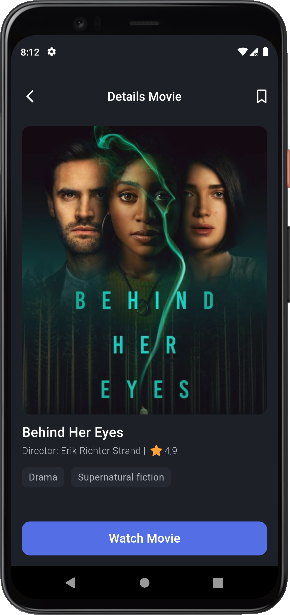 8:12
Details Movie
BEHIND
HER
EYES
Behind Her Eyes
Director: Erik Richter Strand | 4,9
Drama Supernatural fiction
Watch Movie